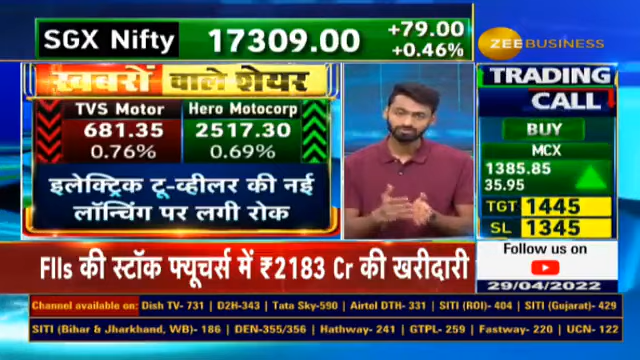 SGX Nifty 17309.00 +79.00 +0.46%
ZEE BUSINESS
ख़बरों वाले शेयर
TVS Motor 681.35 0.76%
Hero Motocorp 2517.30 0.69%
इलेक्ट्रिक टू-व्हीलर की नई
लॉन्चिंग पर लगी रोक
TRADING
CALL
BUY
MCX
1385.85
35.95
TGT 1445
SL 1345
Follow us on
29/04/2022
FIIs की स्टॉक फ्यूचर्स में ₹2183 Cr की खरीदारी
Channel available on: Dish TV- 731 | D2H-343 | Tata Sky-590 | Airtel DTH- 331 | SITI (ROI)- 404 | SITI (Gujarat)- 429
SITI (Bihar & Jharkhand, WB)- 186 | DEN-355/356 | Hathway- 241 | GTPL- 259 | Fastway- 220 | UCN- 122